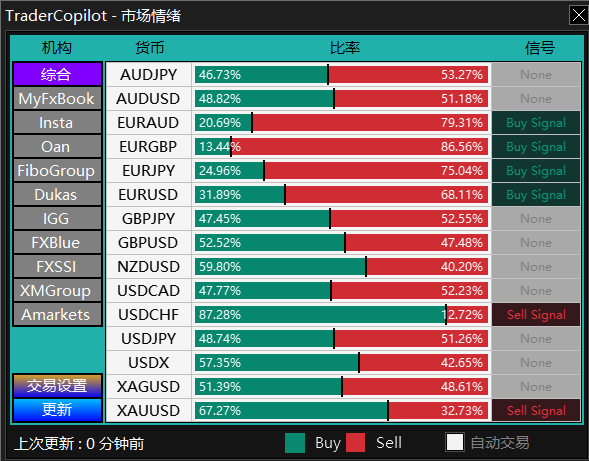 TraderCopilot - 市场情绪
机构 货币 比率 信号
综合 AUDJPY 46.73% 53.27% None
MyFxBook AUDUSD 48.82% 51.18% None
Insta EURAUD 20.69% 79.31% Buy Signal
Oan EURGBP 13.44% 86.56% Buy Signal
FiboGroup EURJPY 24.96% 75.04% Buy Signal
Dukas EURUSD 31.89% 68.11% Buy Signal
IGG GBPJPY 47.45% 52.55% None
FXBlue GBPUSD 52.52% 47.48% None
FXSSI NZDUSD 59.80% 40.20% None
XMGroup USDCAD 47.77% 52.23% None
Amarkets USDCHF 87.28% 12.72% Sell Signal
USDJPY 48.74% 51.26% None
USDX 57.35% 42.65% None
交易设置 XAGUSD 51.39% 48.61% None
更新 XAUUSD 67.27% 32.73% Sell Signal
上次更新 : 0 分钟前 Buy Sell 自动交易